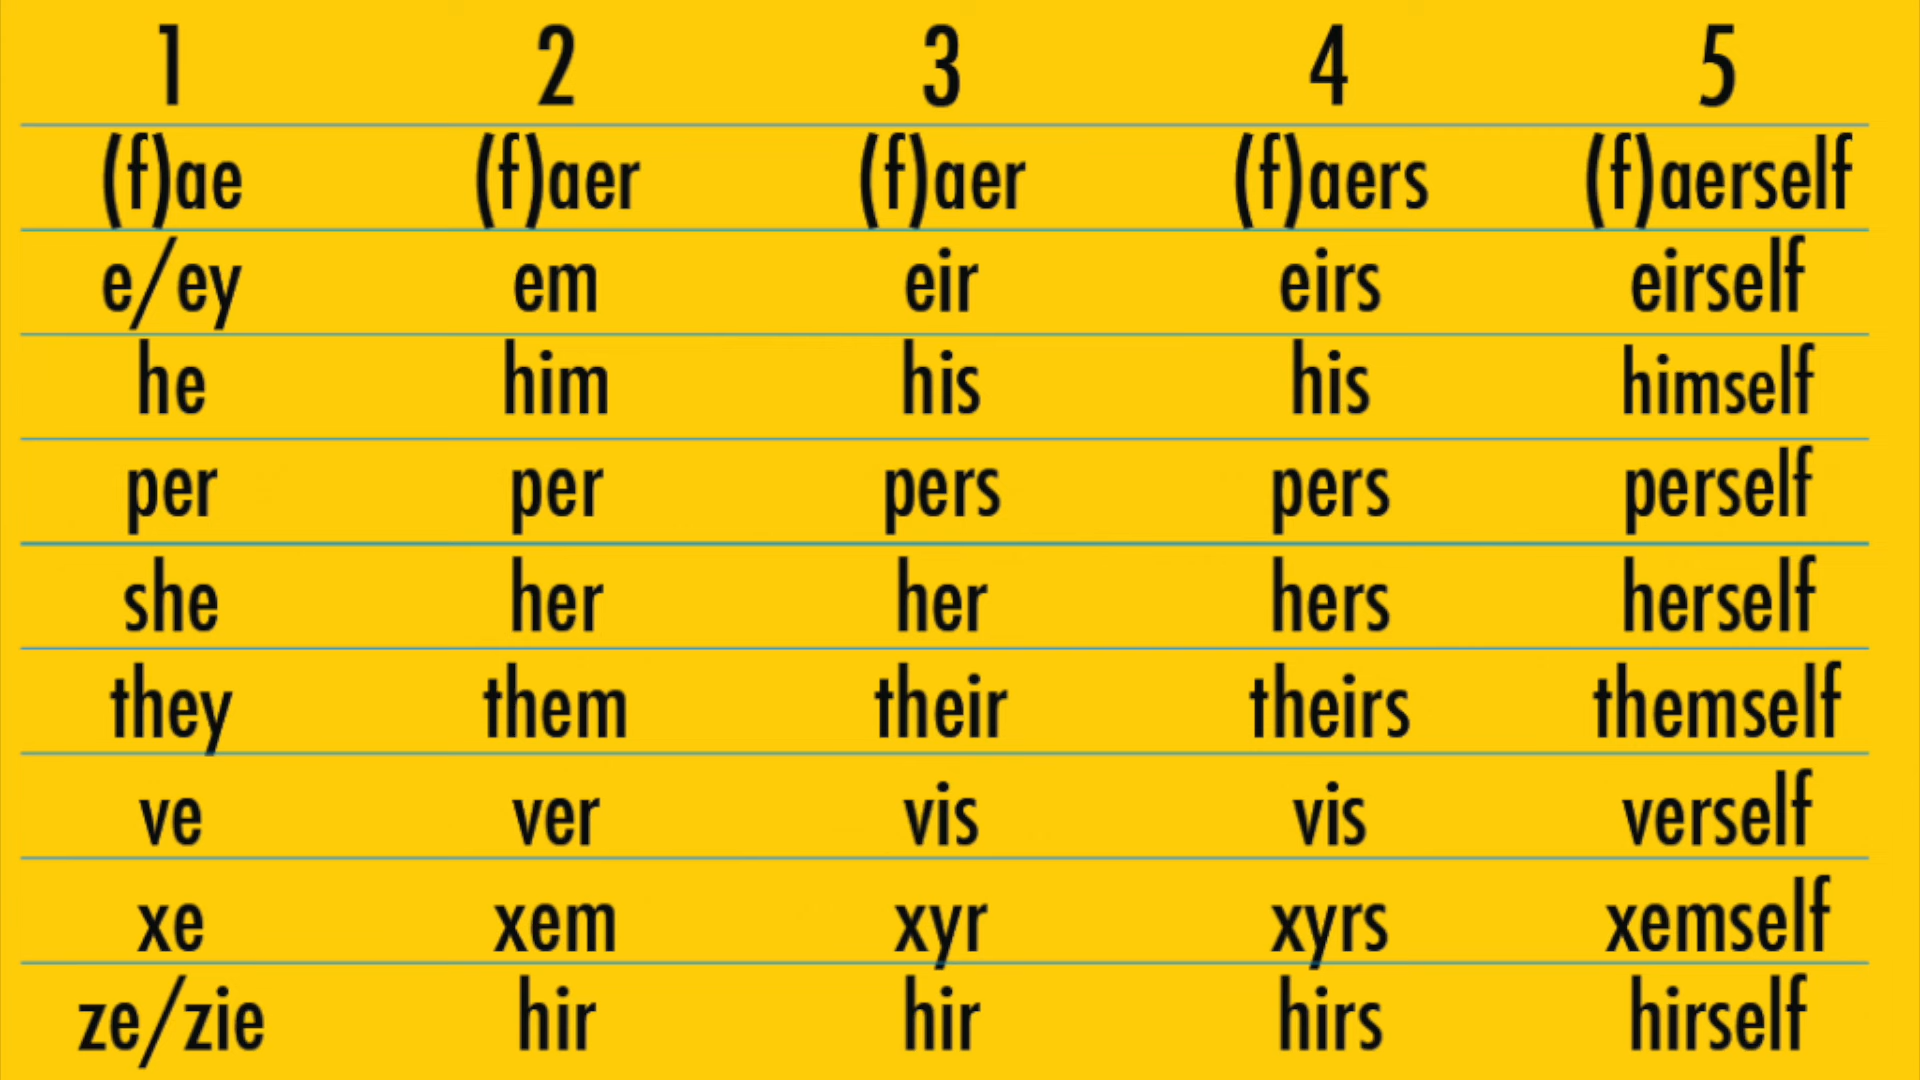 1 2 3 4 5
(f)ae (f)aer (f)aer (f)aers (f)aerself
e/ey em eir eirs eirself
he him his his himself
per per pers pers perself
she her her hers herself
they them their theirs themself
ve ver vis vis verself
xe xem xyr xyrs xemself
ze/zie hir hir hirs hirself